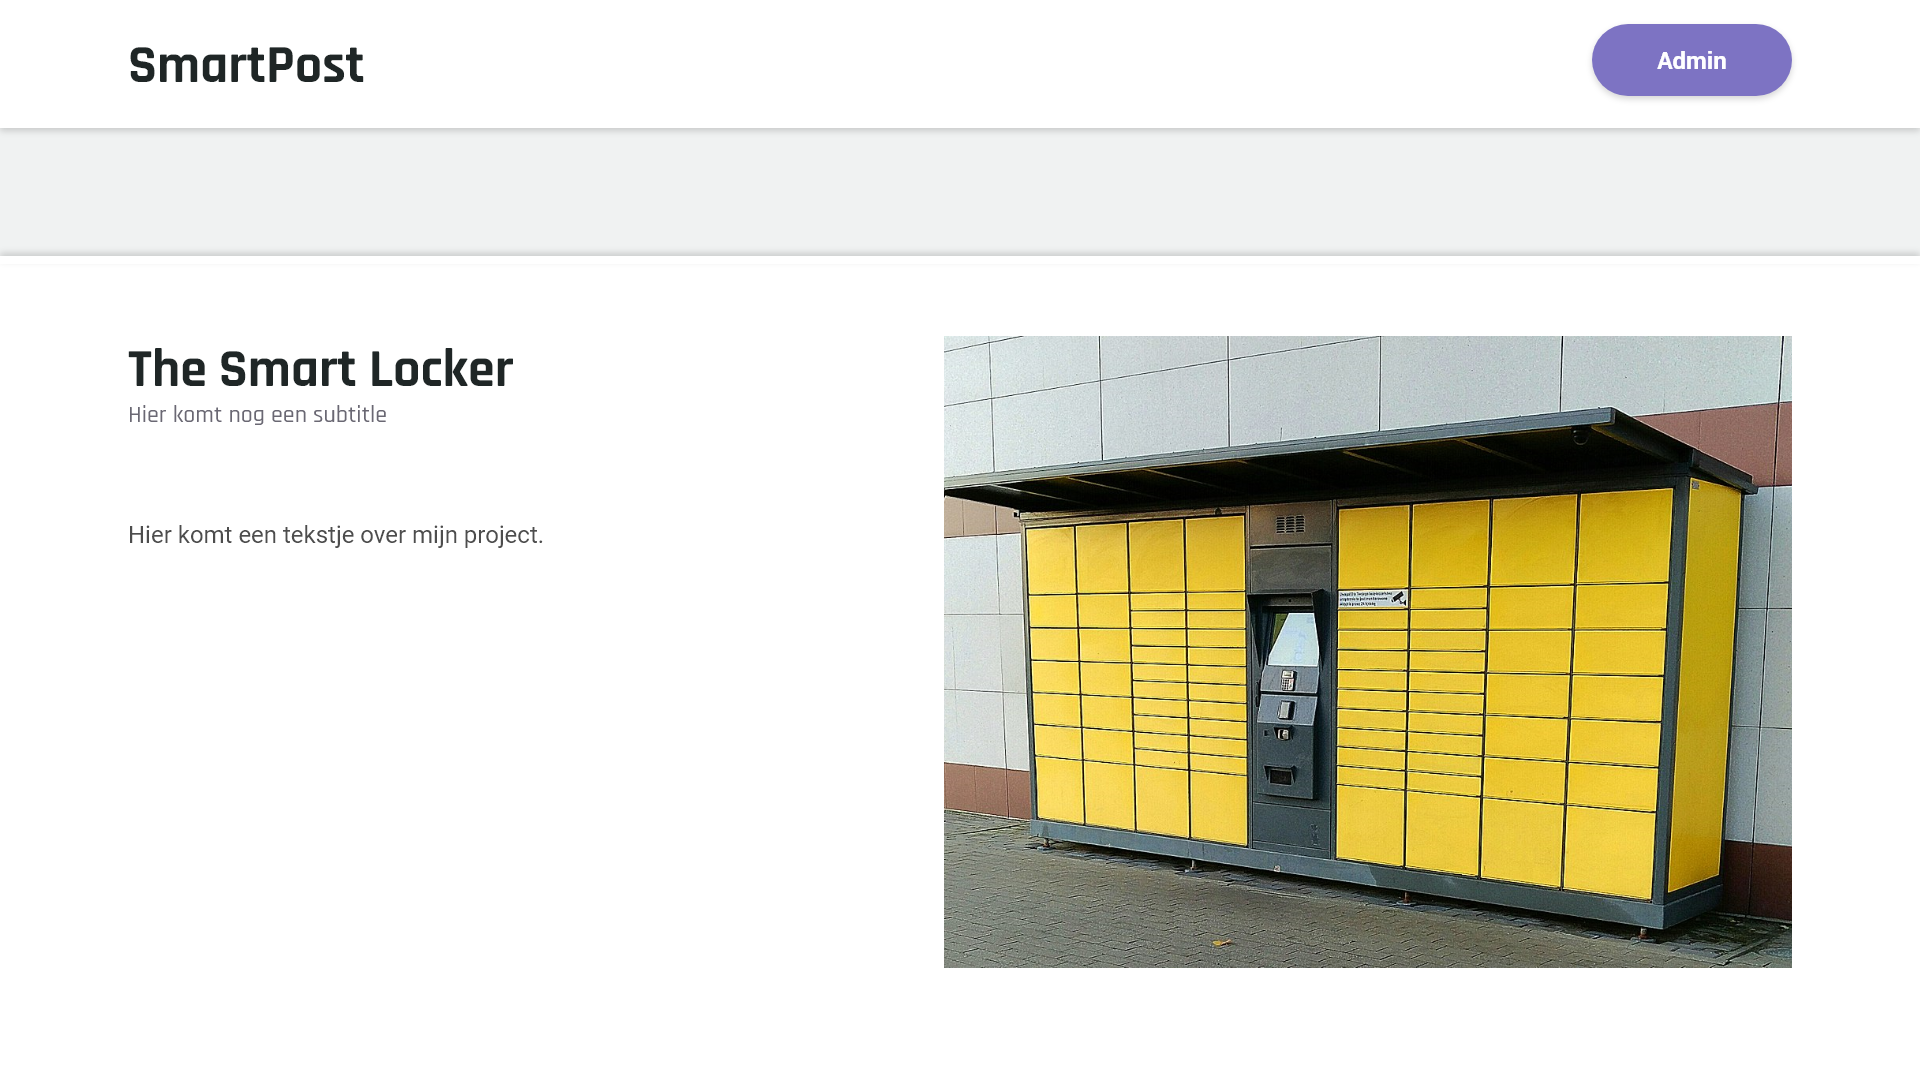 SmartPost
Admin
The Smart Locker
Hier komt nog een subtitle
Hier komt een tekstje over mijn project.